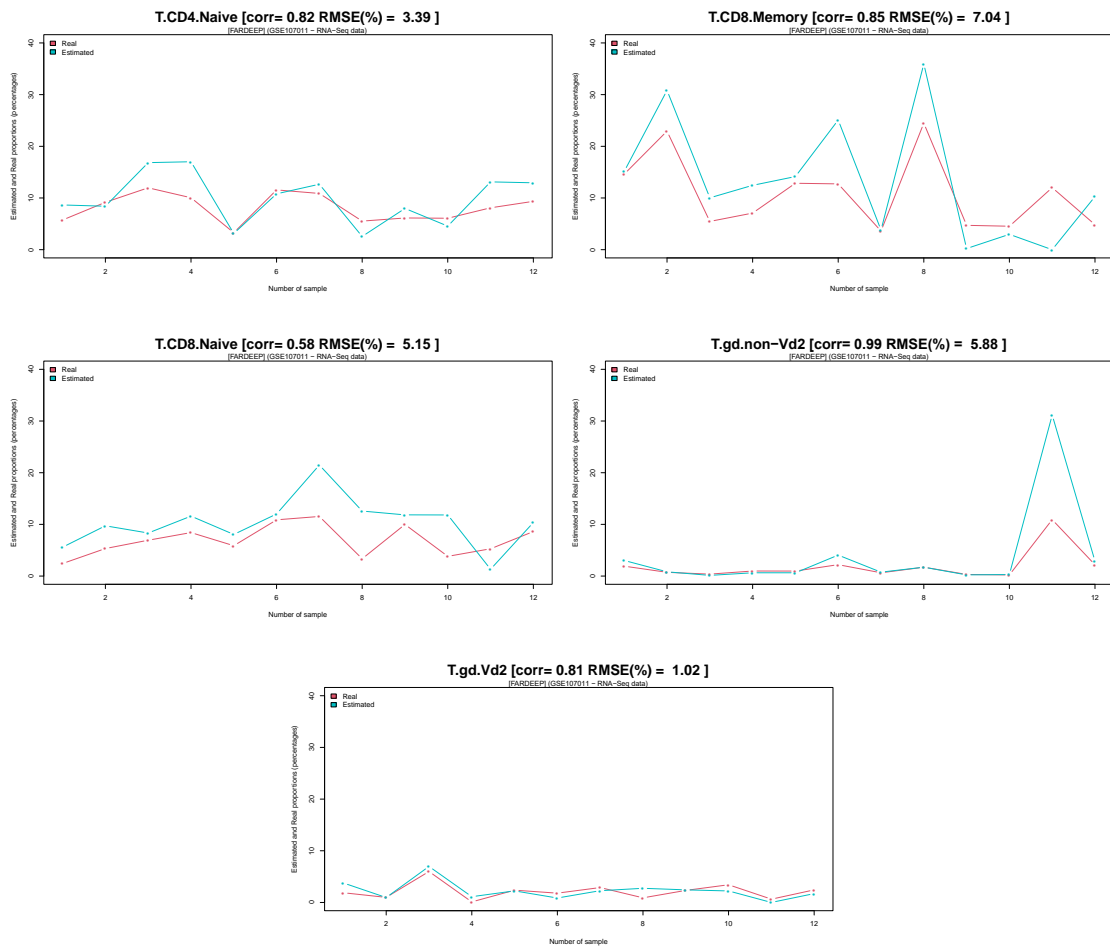 T.CD4.Naive [corr= 0.82 RMSE(%) =  3.39 ]
[FARDEEP] (GSE107011 − RNA−Seq data)
Real
Estimated
Estimated and Real proportions (percentages)
0 10 20 30 40
2 4 6 8 10 12
Number of sample
T.CD8.Memory [corr= 0.85 RMSE(%) =  7.04 ]
[FARDEEP] (GSE107011 − RNA−Seq data)
Real
Estimated
Estimated and Real proportions (percentages)
0 10 20 30 40
2 4 6 8 10 12
Number of sample
T.CD8.Naive [corr= 0.58 RMSE(%) =  5.15 ]
[FARDEEP] (GSE107011 − RNA−Seq data)
Real
Estimated
Estimated and Real proportions (percentages)
0 10 20 30 40
2 4 6 8 10 12
Number of sample
T.gd.non−Vd2 [corr= 0.99 RMSE(%) =  5.88 ]
[FARDEEP] (GSE107011 − RNA−Seq data)
Real
Estimated
Estimated and Real proportions (percentages)
0 10 20 30 40
2 4 6 8 10 12
Number of sample
T.gd.Vd2 [corr= 0.81 RMSE(%) =  1.02 ]
[FARDEEP] (GSE107011 − RNA−Seq data)
Real
Estimated
Estimated and Real proportions (percentages)
0 10 20 30 40
2 4 6 8 10 12
Number of sample